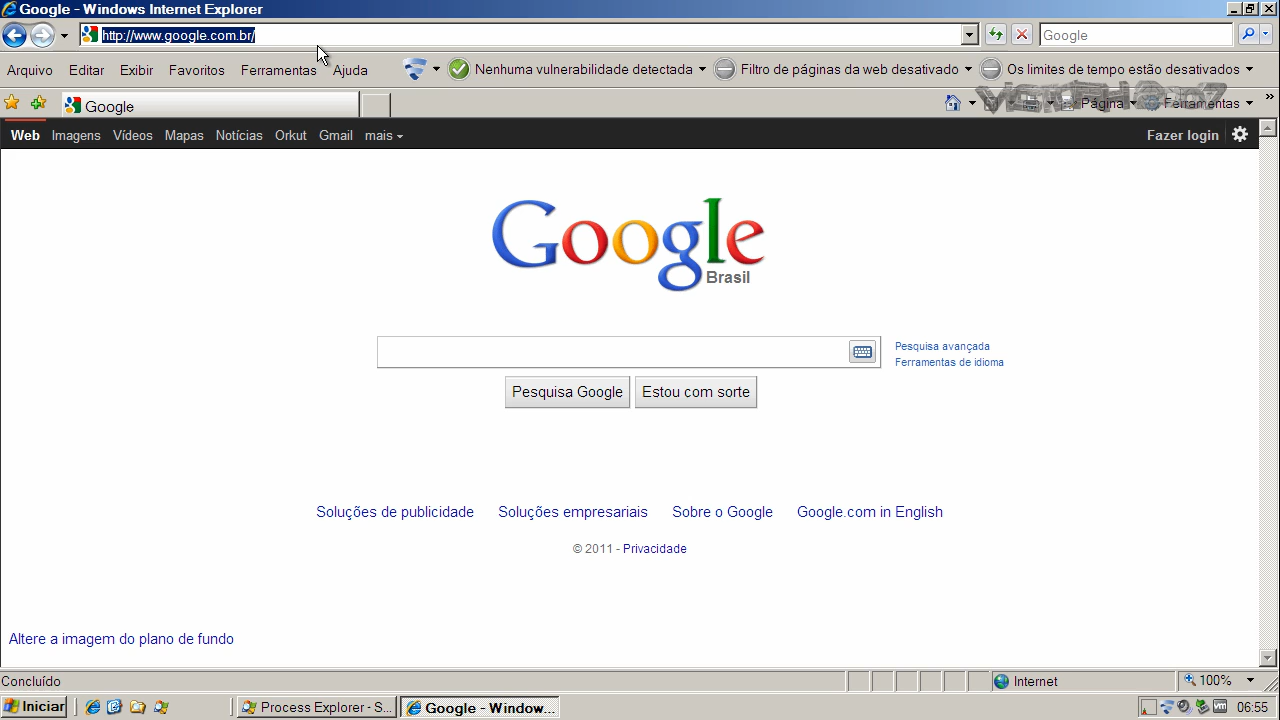 Google - Windows Internet Explorer
http://www.google.com.br/
Google
Arquivo Editar Exibir Favoritos Ferramentas Ajuda Nenhuma vulnerabilidade detectada Filtro de páginas da web desativado Os limites de tempo estão desativados
Google Página Ferramentas
Web Imagens Vídeos Mapas Notícias Orkut Gmail mais Fazer login
Google
Brasil
Pesquisa avançada
Ferramentas de idioma
Pesquisa Google Estou com sorte
Soluções de publicidade Soluções empresariais Sobre o Google Google.com in English
© 2011 - Privacidade
Altere a imagem do plano de fundo
Concluído Internet 100%
Iniciar Process Explorer - S... Google - Window... 06:55